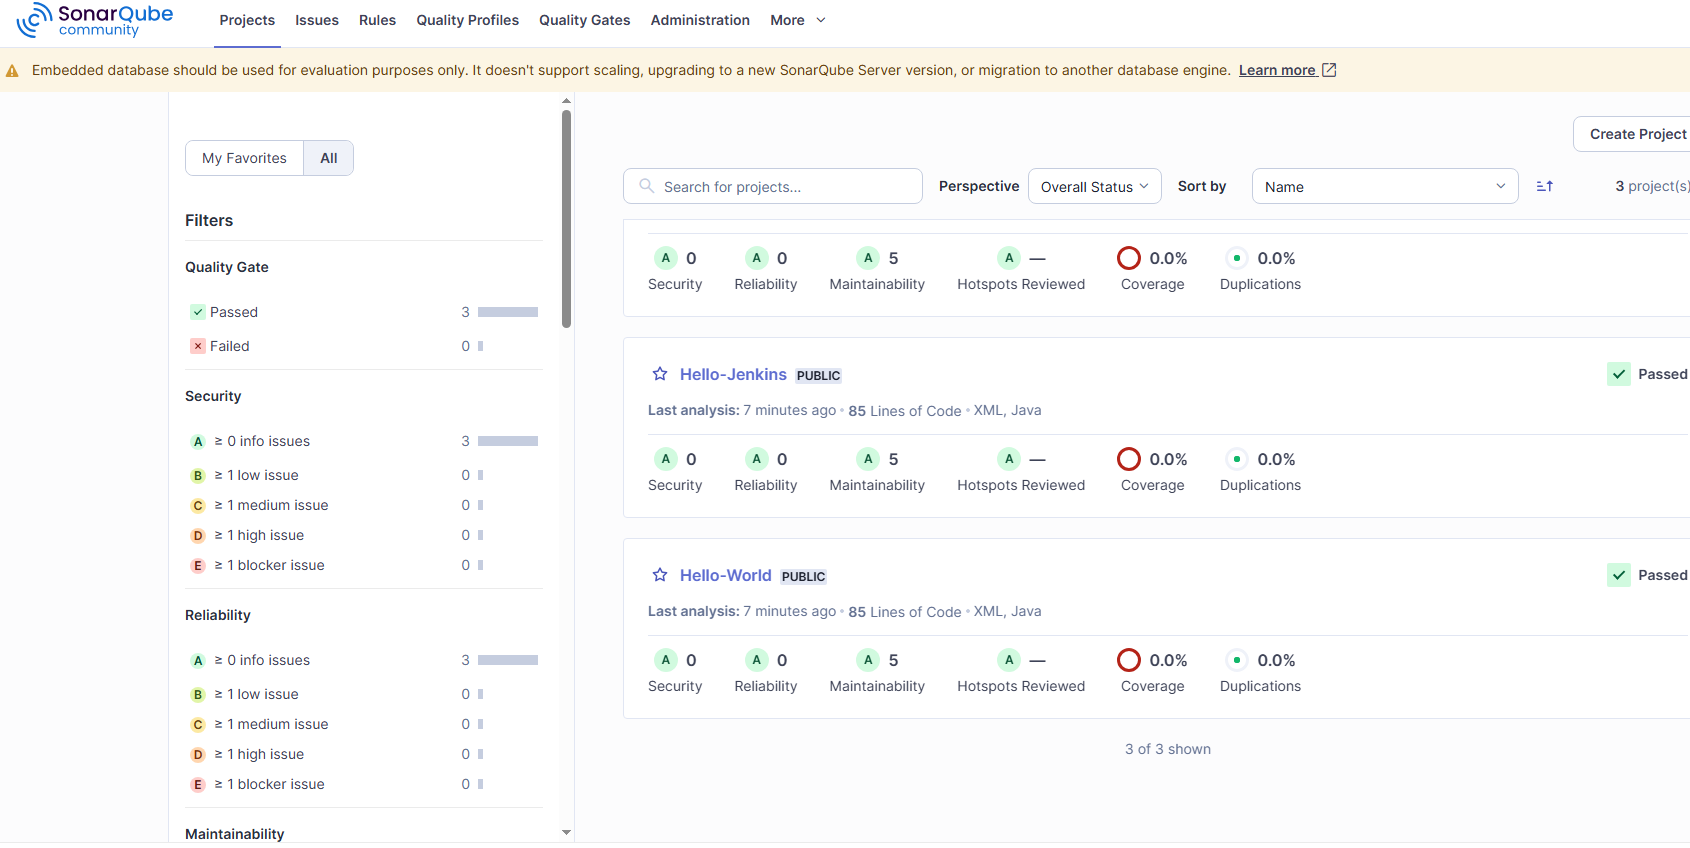 SonarQube community
Projects Issues Rules Quality Profiles Quality Gates Administration More
Embedded database should be used for evaluation purposes only. It doesn't support scaling, upgrading to a new SonarQube Server version, or migration to another database engine. Learn more
My Favorites All
Filters
Quality Gate
Passed 3
Failed 0
Security
A ≥ 0 info issues 3
B ≥ 1 low issue 0
C ≥ 1 medium issue 0
D ≥ 1 high issue 0
E ≥ 1 blocker issue 0
Reliability
A ≥ 0 info issues 3
B ≥ 1 low issue 0
C ≥ 1 medium issue 0
D ≥ 1 high issue 0
E ≥ 1 blocker issue 0
Maintainability
Create Project
Search for projects... Perspective Overall Status Sort by Name 3 project(s)
A 0 A 0 A 5 A — 0.0% 0.0%
Security Reliability Maintainability Hotspots Reviewed Coverage Duplications
Hello-Jenkins PUBLIC Passed
Last analysis: 7 minutes ago • 85 Lines of Code • XML, Java
A 0 A 0 A 5 A — 0.0% 0.0%
Security Reliability Maintainability Hotspots Reviewed Coverage Duplications
Hello-World PUBLIC Passed
Last analysis: 7 minutes ago • 85 Lines of Code • XML, Java
A 0 A 0 A 5 A — 0.0% 0.0%
Security Reliability Maintainability Hotspots Reviewed Coverage Duplications
3 of 3 shown